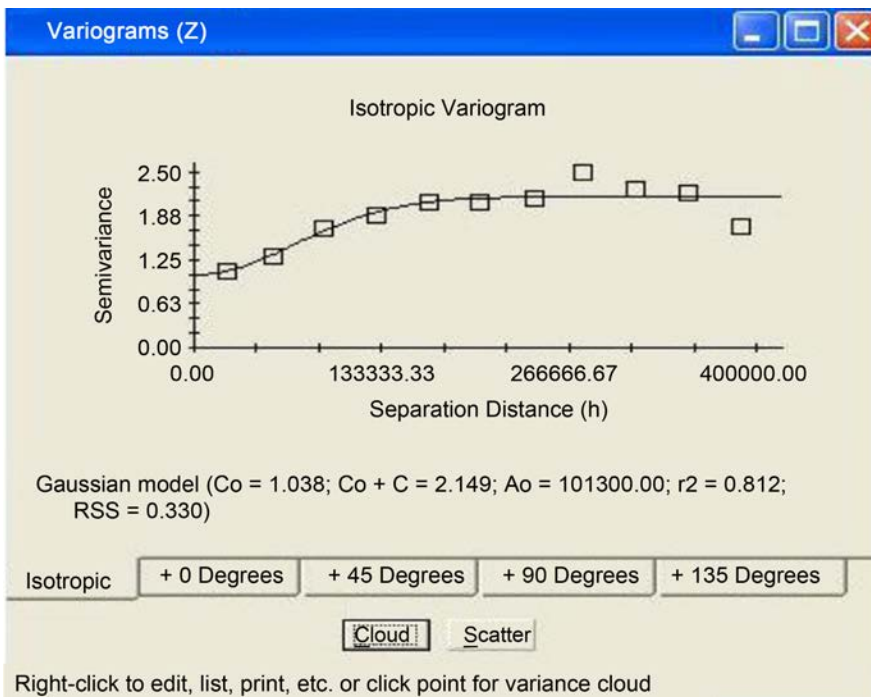 Variograms (Z)
Isotropic Variogram
Semivariance
2.50
1.88
1.25
0.63
0.00
0.00 133333.33 266666.67 400000.00
Separation Distance (h)
Gaussian model (Co = 1.038; Co + C = 2.149; Ao = 101300.00; r2 = 0.812;
RSS = 0.330)
Isotropic + 0 Degrees + 45 Degrees + 90 Degrees + 135 Degrees
Cloud Scatter
Right-click to edit, list, print, etc. or click point for variance cloud